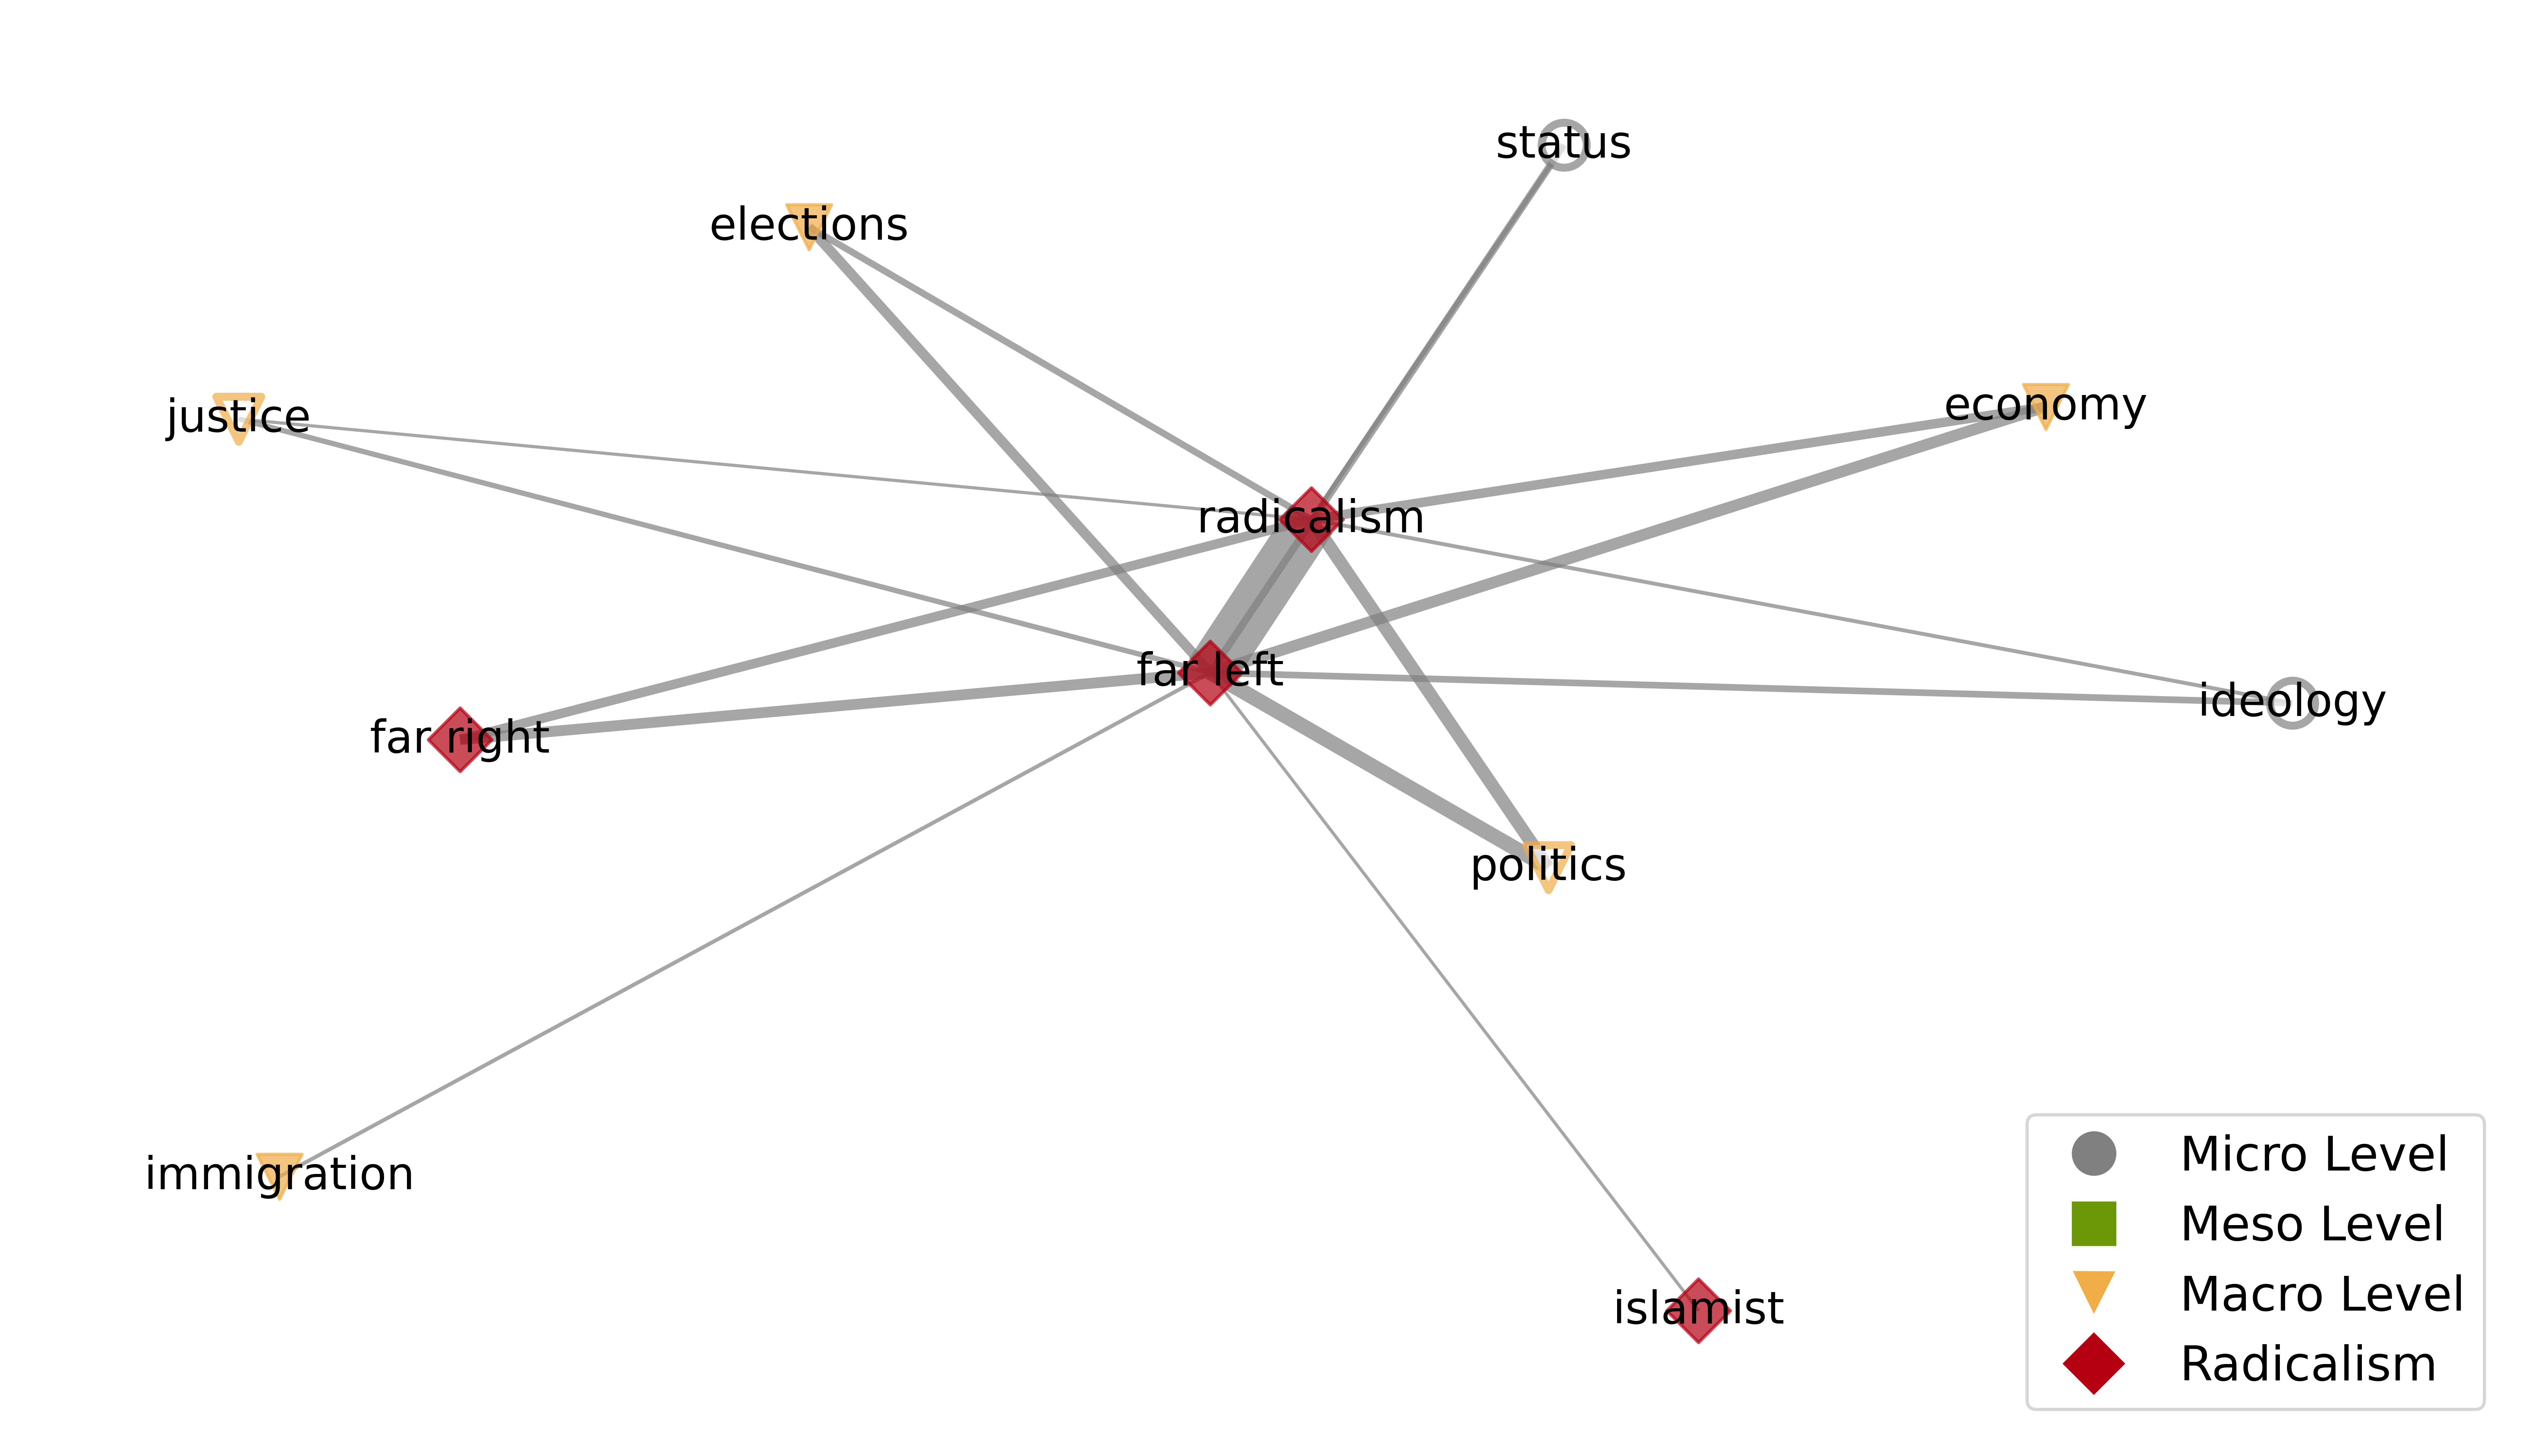 status
elections
economy
justice
radicalism
far left
ideology
far right
politics
immigration
islamist
Micro Level
Meso Level
Macro Level
Radicalism